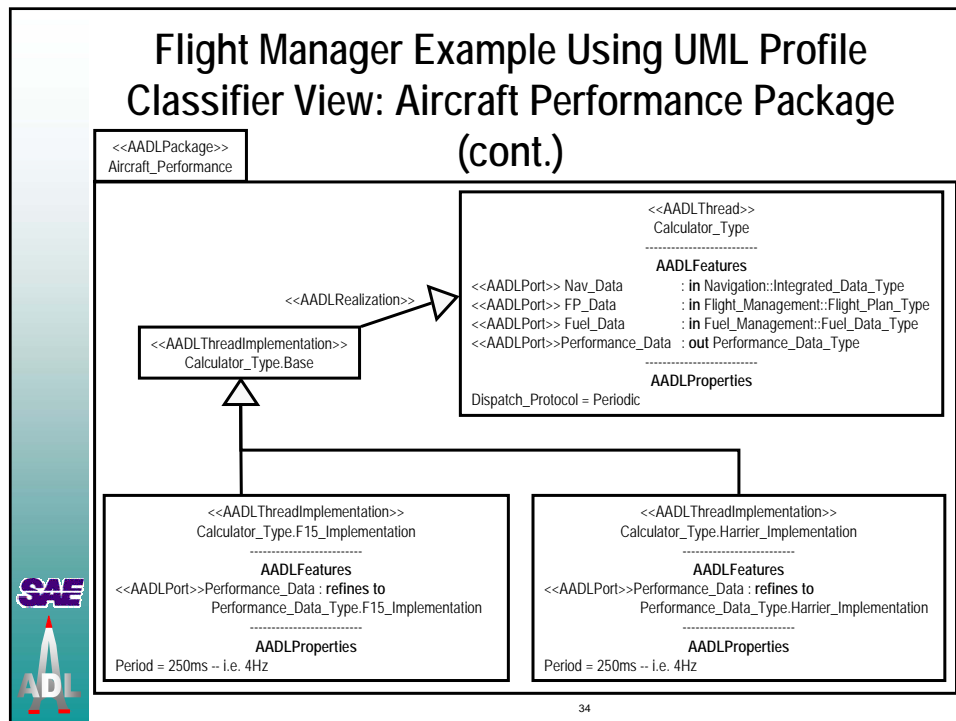 Flight Manager Example Using UML Profile
Classifier View: Aircraft Performance Package
(cont.)
<<AADLPackage>>
Aircraft_Performance
<<AADLThread>>
Calculator_Type
--------------------------
AADLFeatures
<<AADLPort>> Nav_Data : in Navigation::Integrated_Data_Type
<<AADLPort>> FP_Data : in Flight_Management::Flight_Plan_Type
<<AADLPort>> Fuel_Data : in Fuel_Management::Fuel_Data_Type
<<AADLPort>>Performance_Data : out Performance_Data_Type
--------------------------
AADLProperties
Dispatch_Protocol = Periodic
<<AADLRealization>>
<<AADLThreadImplementation>>
Calculator_Type.Base
<<AADLThreadImplementation>>
Calculator_Type.F15_Implementation
--------------------------
AADLFeatures
<<AADLPort>>Performance_Data : refines to
Performance_Data_Type.F15_Implementation
--------------------------
AADLProperties
Period = 250ms -- i.e. 4Hz
<<AADLThreadImplementation>>
Calculator_Type.Harrier_Implementation
--------------------------
AADLFeatures
<<AADLPort>>Performance_Data : refines to
Performance_Data_Type.Harrier_Implementation
--------------------------
AADLProperties
Period = 250ms -- i.e. 4Hz
SAE
ADL
34